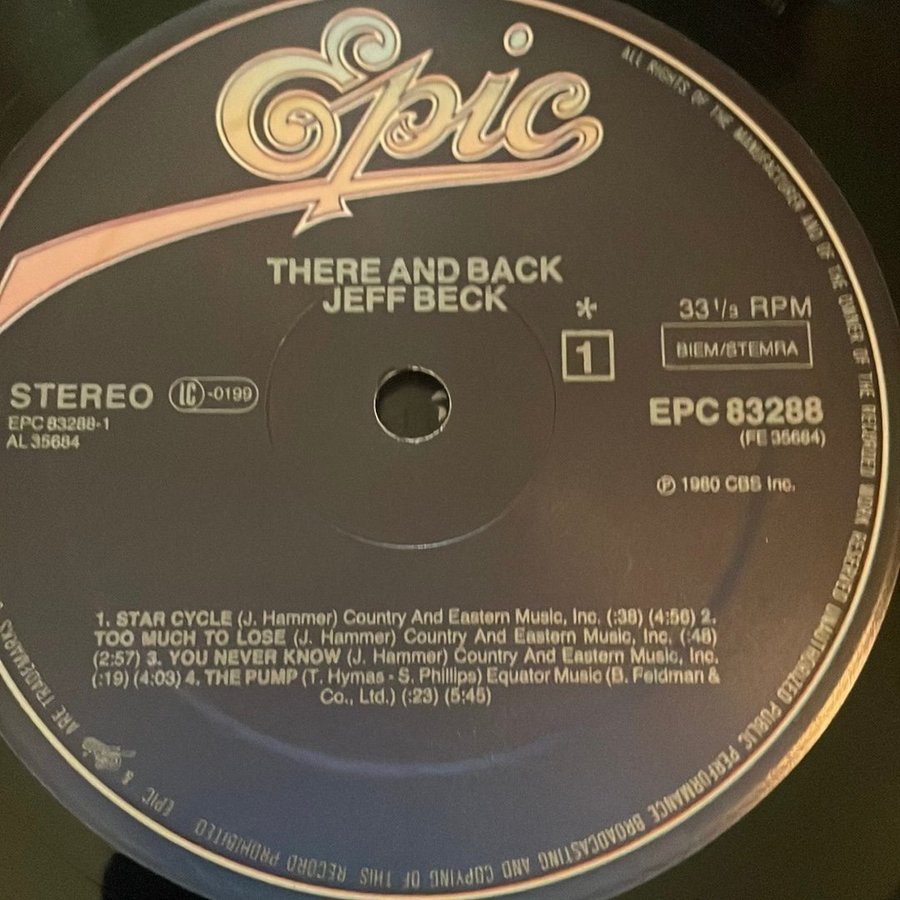 Epic
THERE AND BACK
JEFF BECK
*
1
33 1/3 RPM
BIEM/STEMRA
STEREO
LC -0199
EPC 83288-1
AL 35684
EPC 83288
(FE 35684)
℗ 1980 CBS Inc.
1. STAR CYCLE (J. Hammer) Country And Eastern Music, Inc. (:38) (4:56) 2.
TOO MUCH TO LOSE (J. Hammer) Country And Eastern Music, Inc. (:48)
(2:57) 3. YOU NEVER KNOW (J. Hammer) Country And Eastern Music, Inc.
(:19) (4:03) 4. THE PUMP (T. Hymas - S. Phillips) Equator Music (B. Feldman &
Co., Ltd.) (:23) (5:45)
ALL RIGHTS OF THE MANUFACTURER AND OF THE OWNER OF THE RECORDED WORK RESERVED UNAUTHORIZED PUBLIC PERFORMANCE BROADCASTING AND COPYING OF THIS RECORD PROHIBITED
EPIC & ARE TRADEMARKS